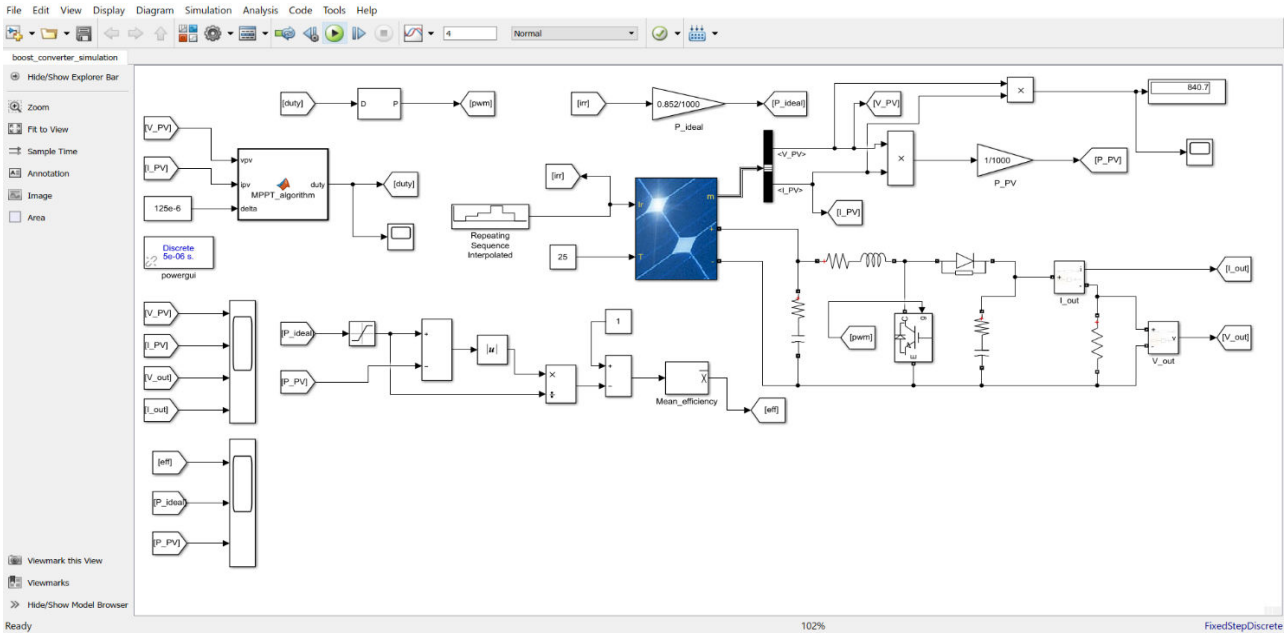 File Edit View Display Diagram Simulation Analysis Code Tools Help
4 Normal
boost_converter_simulation
Hide/Show Explorer Bar
Zoom
Fit to View
Sample Time
Annotation
Image
Area
[duty] D P [pwm]
[V_PV]
[I_PV]
125e-6
vpv
ipv
delta
duty
MPPT_algorithm
[duty]
Discrete
5e-06 s.
powergui
[irr] 0.852/1000 [P_ideal]
P_ideal
[V_PV]
× 840.7
<V_PV>
<I_PV>
×
1/1000
P_PV
[P_PV]
[I_PV]
[irr]
Repeating
Sequence
Interpolated
25
Ir
T
m
+
-
i
+
-
I_out
[I_out]
+
-
v
V_out
[V_out]
[pwm]
g
C
E
[V_PV]
[I_PV]
[V_out]
[I_out]
[P_ideal]
[P_PV]
+
-
|u|
×
÷
1
+
-
X
Mean_efficiency
[eff]
[eff]
[P_ideal]
[P_PV]
Viewmark this View
Viewmarks
Hide/Show Model Browser
Ready 102% FixedStepDiscrete